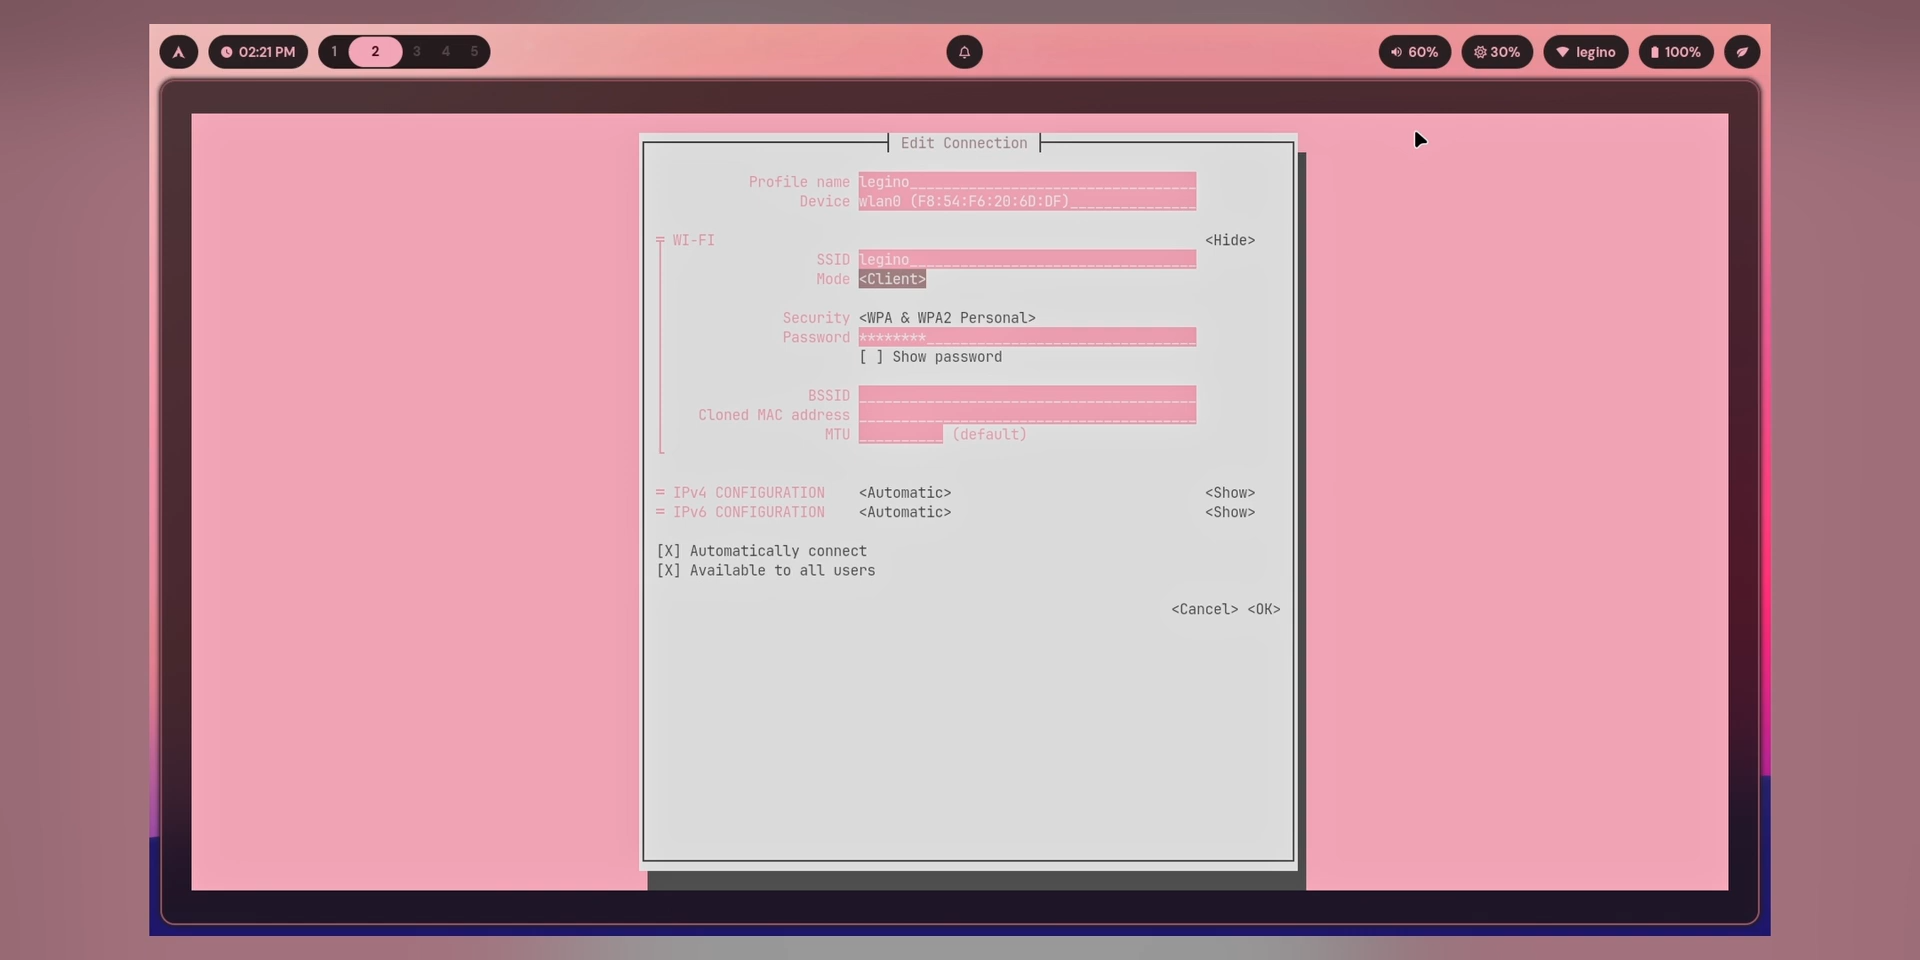 02:21 PM 1 2 3 4 5 60% 30% legino 100%
Edit Connection
Profile name legino
Device wlan0 (F8:54:F6:20:6D:DF)
= WI-FI <Hide>
SSID legino
Mode <Client>
Security <WPA & WPA2 Personal>
Password ********
[ ] Show password
BSSID
Cloned MAC address
MTU (default)
= IPv4 CONFIGURATION <Automatic> <Show>
= IPv6 CONFIGURATION <Automatic> <Show>
[X] Automatically connect
[X] Available to all users
<Cancel> <OK>